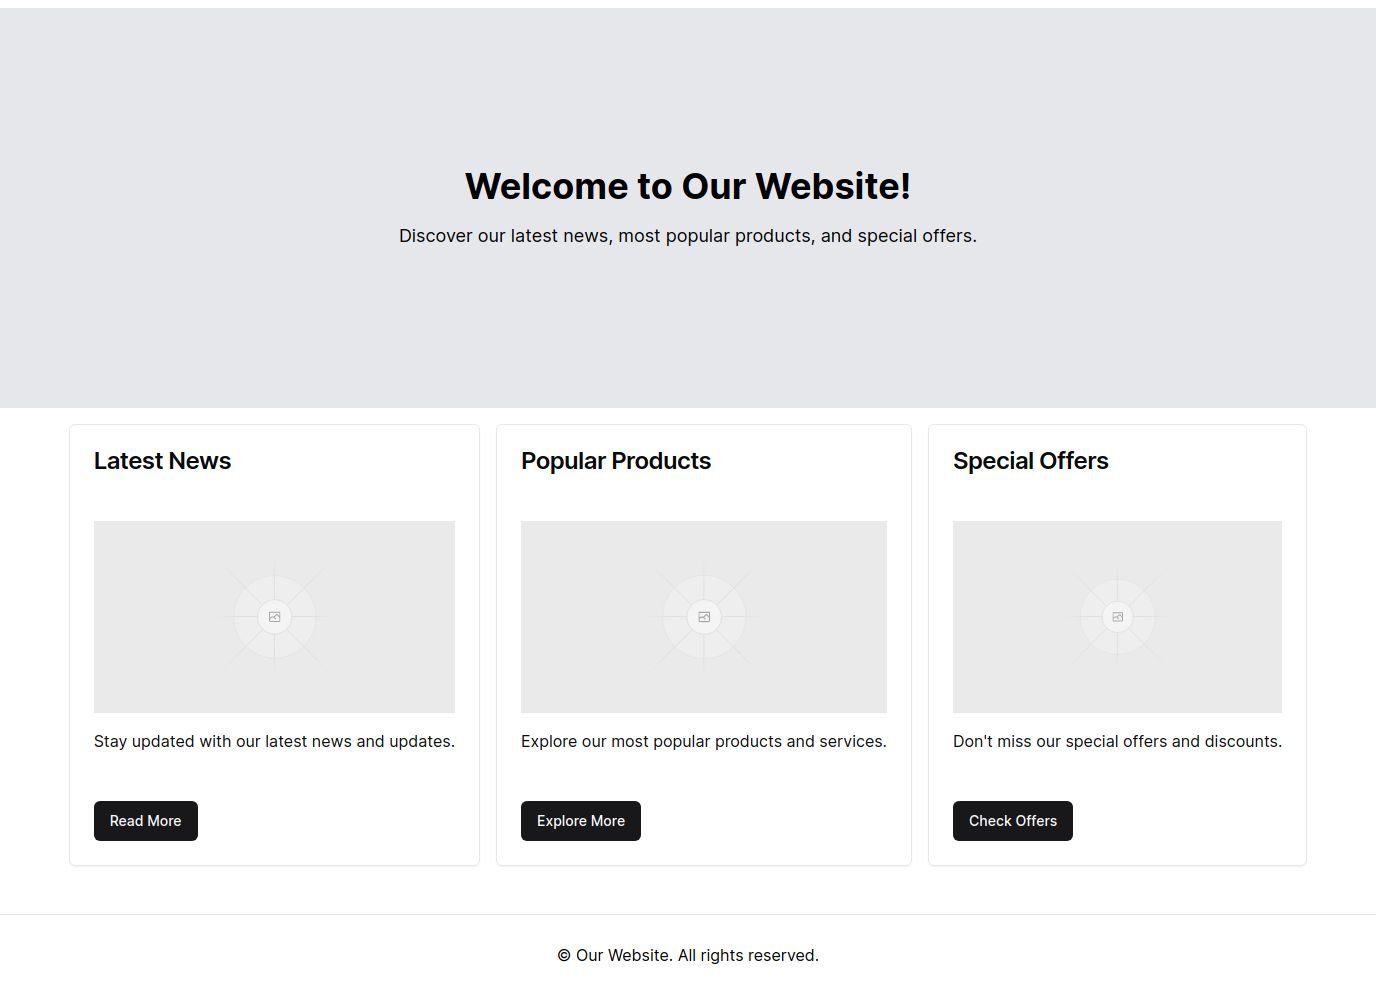 Welcome to Our Website!
Discover our latest news, most popular products, and special offers.
Latest News
Stay updated with our latest news and updates.
Read More
Popular Products
Explore our most popular products and services.
Explore More
Special Offers
Don't miss our special offers and discounts.
Check Offers
© Our Website. All rights reserved.